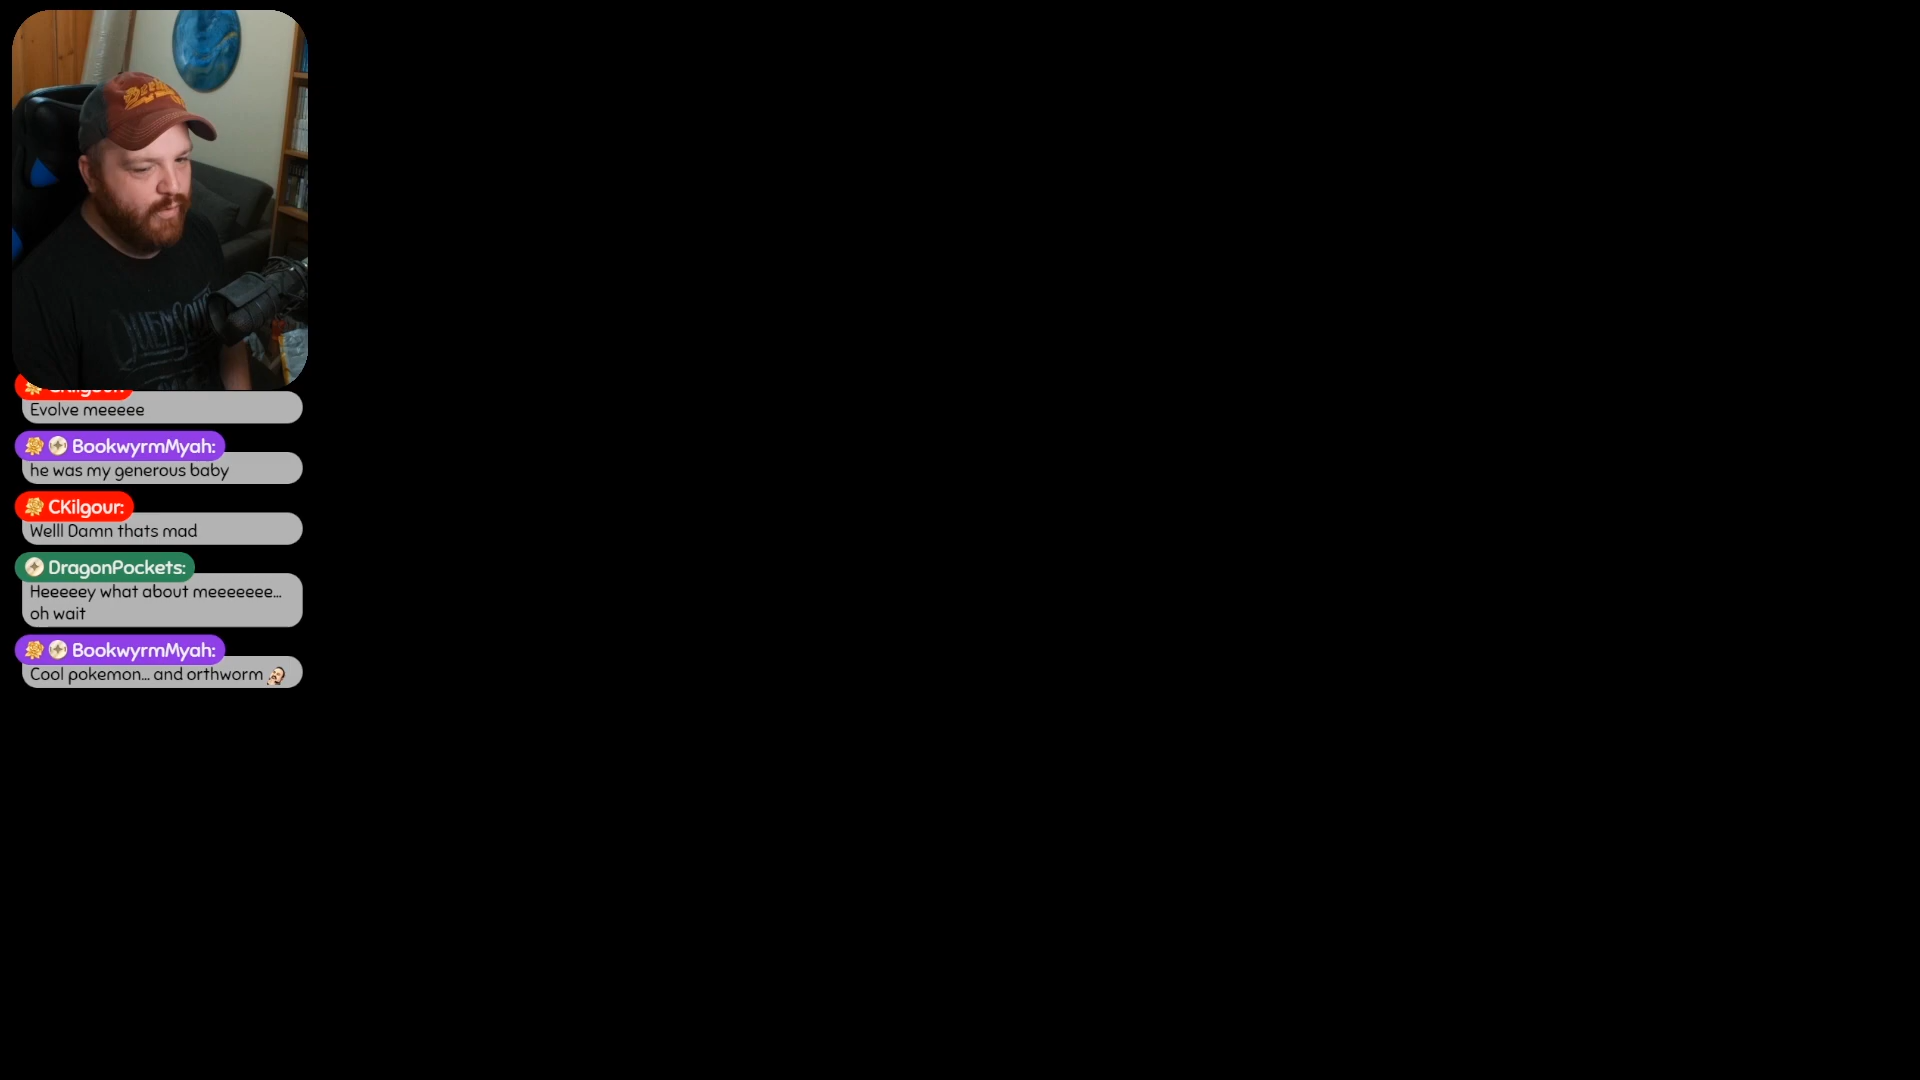 Evolve meeeee
BookwyrmMyah:
he was my generous baby
CKilgour:
Welll Damn thats mad
DragonPockets:
Heeeeey what about meeeeeee...
oh wait
BookwyrmMyah:
Cool pokemon... and orthworm